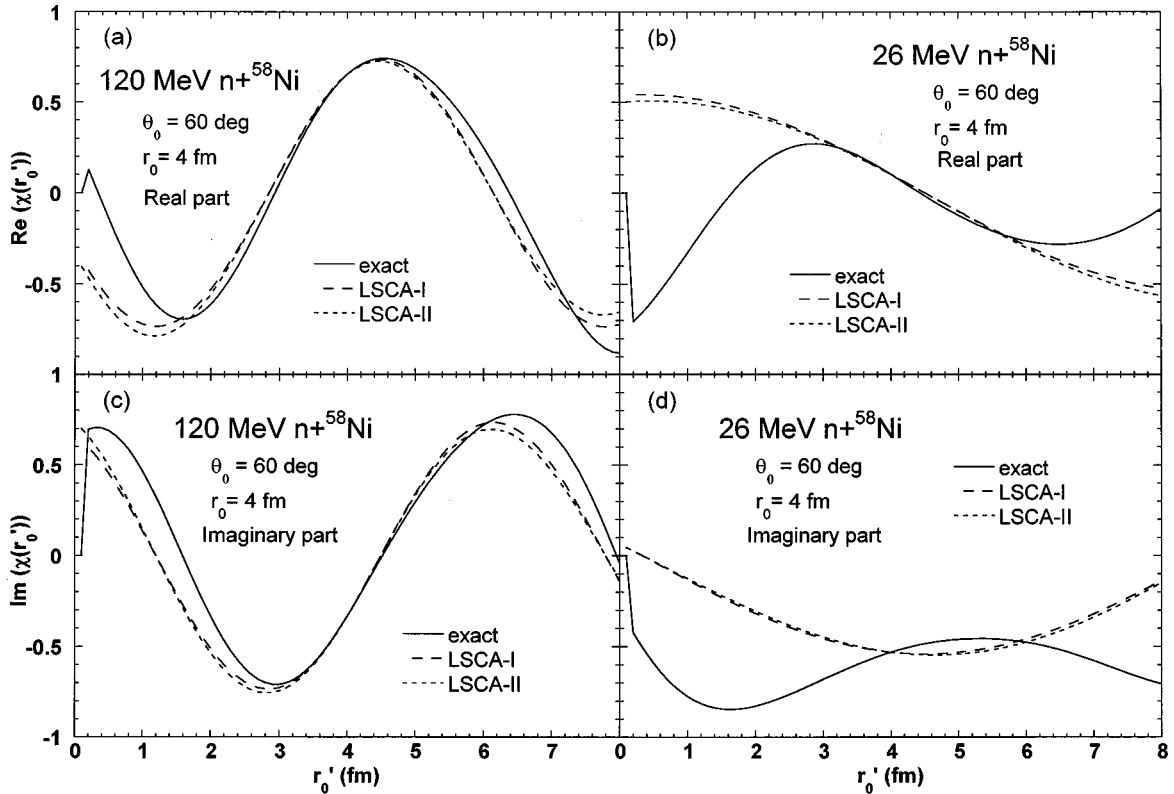 (a)
120 MeV n+⁵⁸Ni
θ₀ = 60 deg
r₀= 4 fm
Real part
exact
LSCA-I
LSCA-II
Re (χ(r₀'))
1
0.5
0
-0.5
1
(b)
26 MeV n+⁵⁸Ni
θ₀ = 60 deg
r₀= 4 fm
Real part
exact
LSCA-I
LSCA-II
(c)
120 MeV n+⁵⁸Ni
θ₀ = 60 deg
r₀= 4 fm
Imaginary part
exact
LSCA-I
LSCA-II
Im (χ(r₀'))
0.5
0
-0.5
-1
0 1 2 3 4 5 6 7
r₀' (fm)
(d)
26 MeV n+⁵⁸Ni
θ₀ = 60 deg
r₀= 4 fm
Imaginary part
exact
LSCA-I
LSCA-II
0 1 2 3 4 5 6 7 8
r₀' (fm)